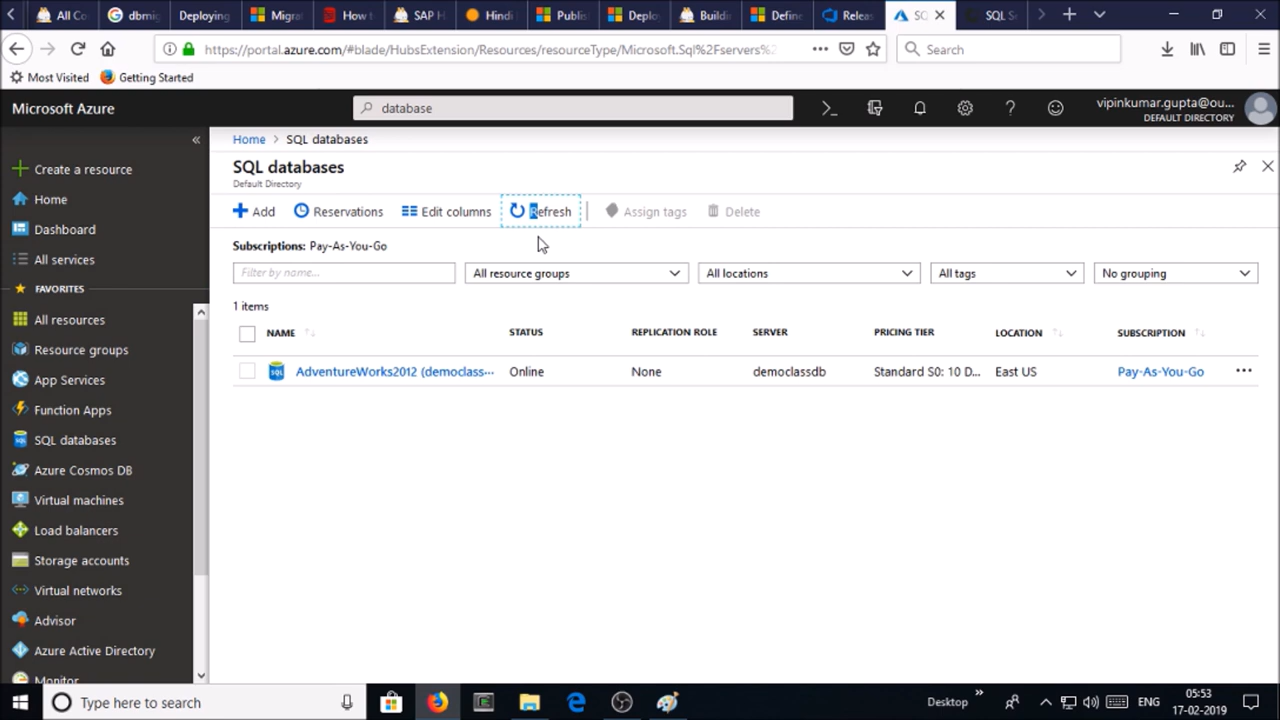 All Co
dbmig
Deploying
Migrat
How to
SAP H
Hindi
Publis
Deploy
Buildin
Define
Releas
SQ
SQL Se
https://portal.azure.com/#blade/HubsExtension/Resources/resourceType/Microsoft.Sql%2Fservers%
Search
Most Visited
Getting Started
Microsoft Azure
database
vipinkumar.gupta@ou...
DEFAULT DIRECTORY
Home > SQL databases
SQL databases
Default Directory
Create a resource
Home
Dashboard
All services
FAVORITES
All resources
Resource groups
App Services
Function Apps
SQL databases
Azure Cosmos DB
Virtual machines
Load balancers
Storage accounts
Virtual networks
Advisor
Azure Active Directory
Monitor
Add
Reservations
Edit columns
Refresh
Assign tags
Delete
Subscriptions: Pay-As-You-Go
Filter by name...
All resource groups
All locations
All tags
No grouping
1 items
NAME STATUS REPLICATION ROLE SERVER PRICING TIER LOCATION SUBSCRIPTION
AdventureWorks2012 (democlass... Online None democlassdb Standard S0: 10 D... East US Pay-As-You-Go
Type here to search
Desktop
ENG
05:53
17-02-2019